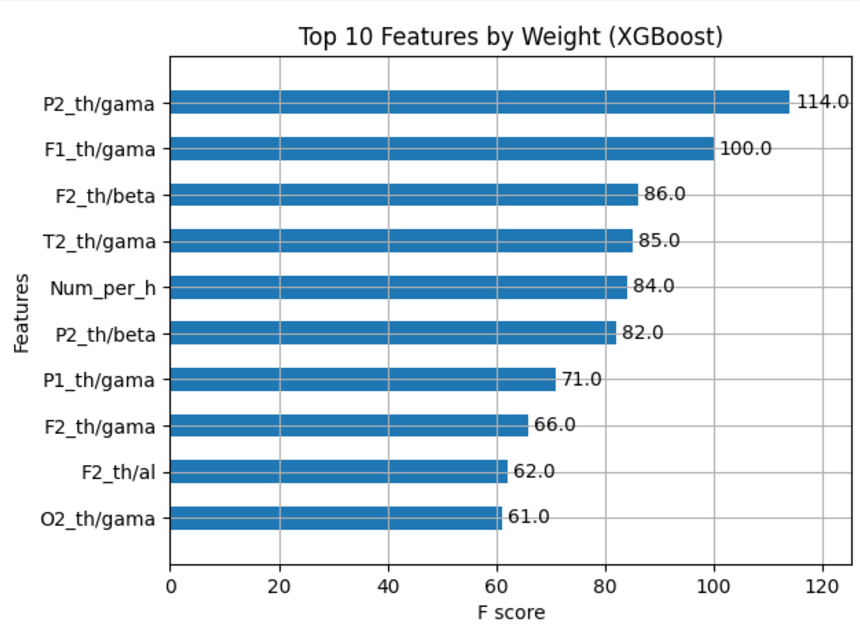 Top 10 Features by Weight (XGBoost)
Features
P2_th/gama 114.0
F1_th/gama 100.0
F2_th/beta 86.0
T2_th/gama 85.0
Num_per_h 84.0
P2_th/beta 82.0
P1_th/gama 71.0
F2_th/gama 66.0
F2_th/al 62.0
O2_th/gama 61.0
0 20 40 60 80 100 120
F score